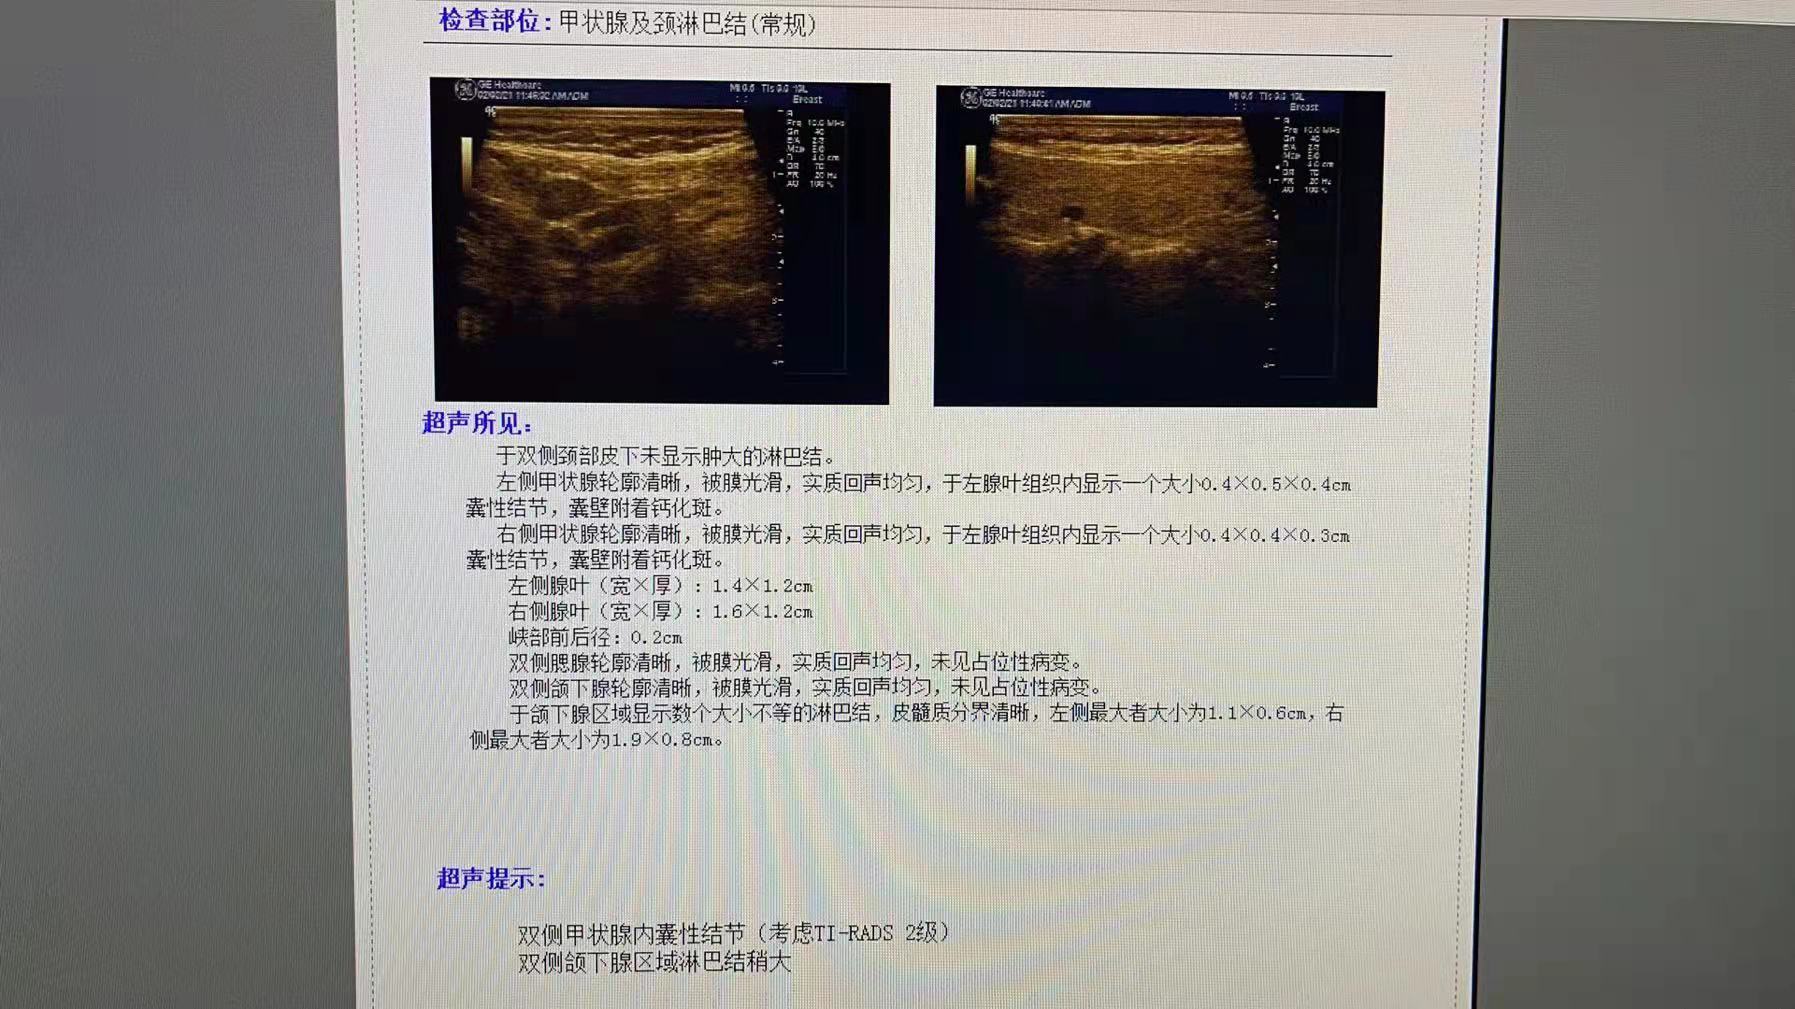 检查部位:甲状腺及颈淋巴结(常规)
GE Healthcare
Breast
GE Healthcare
Breast
超声所见:
于双侧颈部皮下未显示肿大的淋巴结。
左侧甲状腺轮廓清晰，被膜光滑，实质回声均匀，于左腺叶组织内显示一个大小0.4×0.5×0.4cm
囊性结节，囊壁附着钙化斑。
右侧甲状腺轮廓清晰，被膜光滑，实质回声均匀，于左腺叶组织内显示一个大小0.4×0.4×0.3cm
囊性结节，囊壁附着钙化斑。
左侧腺叶（宽×厚）: 1.4×1.2cm
右侧腺叶（宽×厚）: 1.6×1.2cm
峡部前后径: 0.2cm
双侧腮腺轮廓清晰，被膜光滑，实质回声均匀，未见占位性病变。
双侧颌下腺轮廓清晰，被膜光滑，实质回声均匀，未见占位性病变。
于颌下腺区域显示数个大小不等的淋巴结，皮髓质分界清晰，左侧最大者大小为1.1×0.6cm，右
侧最大者大小为1.9×0.8cm。
超声提示:
双侧甲状腺内囊性结节（考虑TI-RADS 2级）
双侧颌下腺区域淋巴结稍大